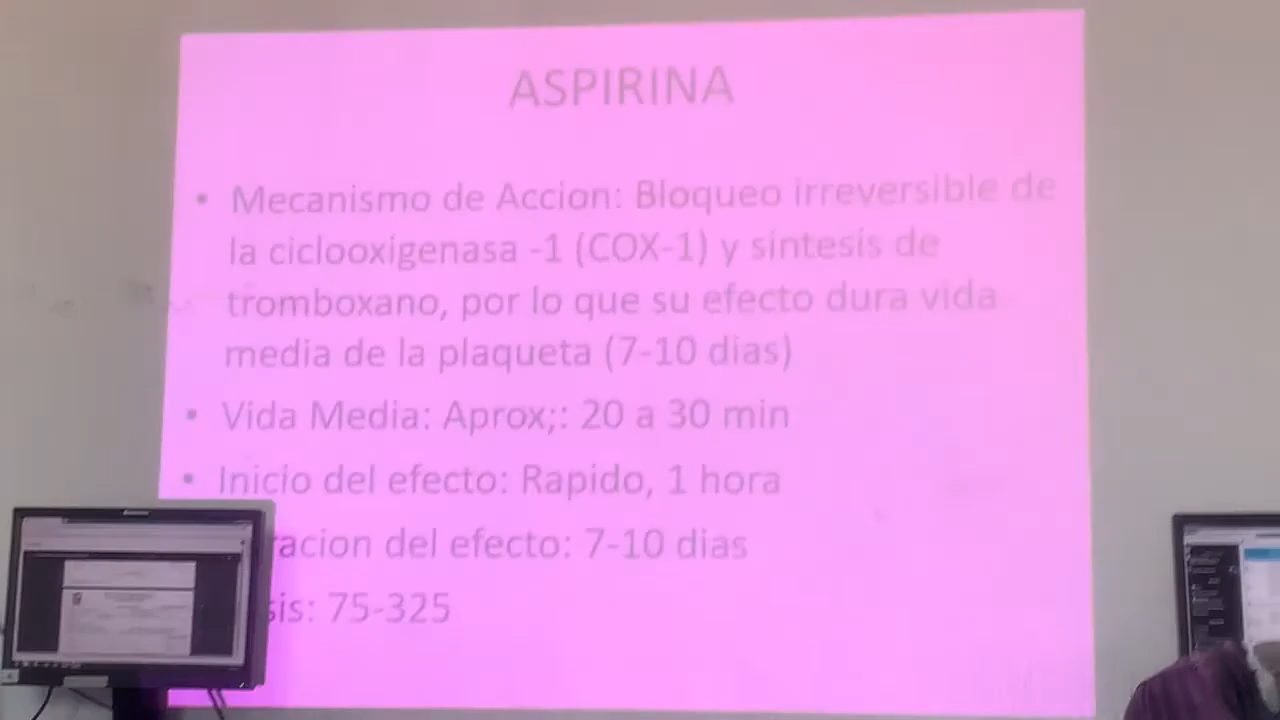 ASPIRINA
• Mecanismo de Accion: Bloqueo irreversible de
la ciclooxigenasa -1 (COX-1) y sintesis de
tromboxano, por lo que su efecto dura vida
media de la plaqueta (7-10 dias)
• Vida Media: Aprox;: 20 a 30 min
• Inicio del efecto: Rapido, 1 hora
racion del efecto: 7-10 dias
sis: 75-325